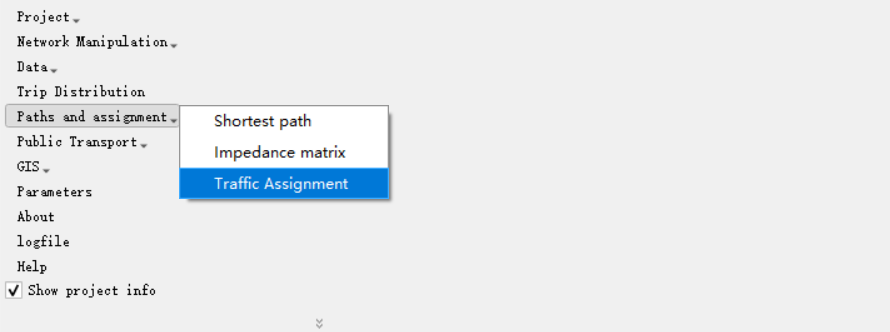 Project
Network Manipulation
Data
Trip Distribution
Paths and assignment
Shortest path
Impedance matrix
Traffic Assignment
Public Transport
GIS
Parameters
About
logfile
Help
Show project info